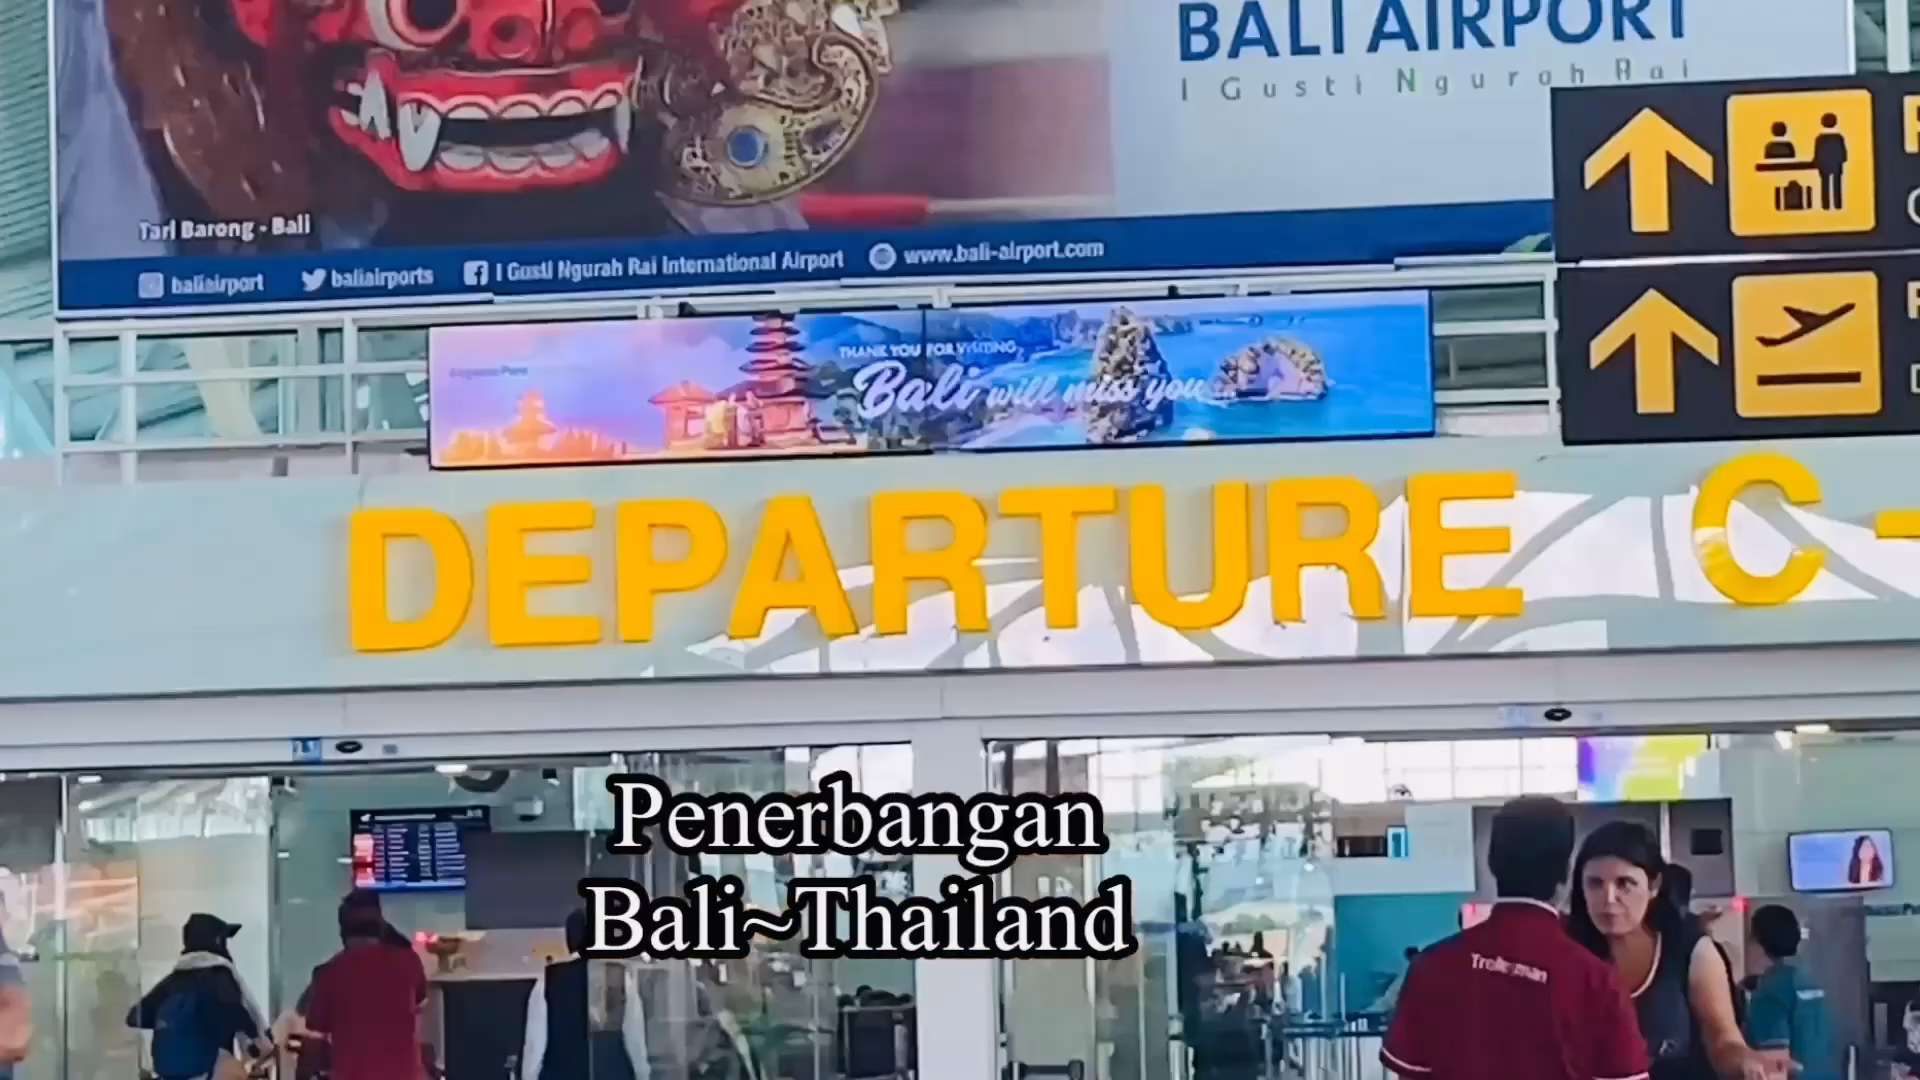 BALI AIRPORT
I Gusti Ngurah Rai
Tari Barong - Bali
baliairport
baliairports
I Gusti Ngurah Rai International Airport
www.bali-airport.com
THANK YOU FOR VISITING
Bali will miss you
DEPARTURE C -
Penerbangan
Bali~Thailand
Trolleyman